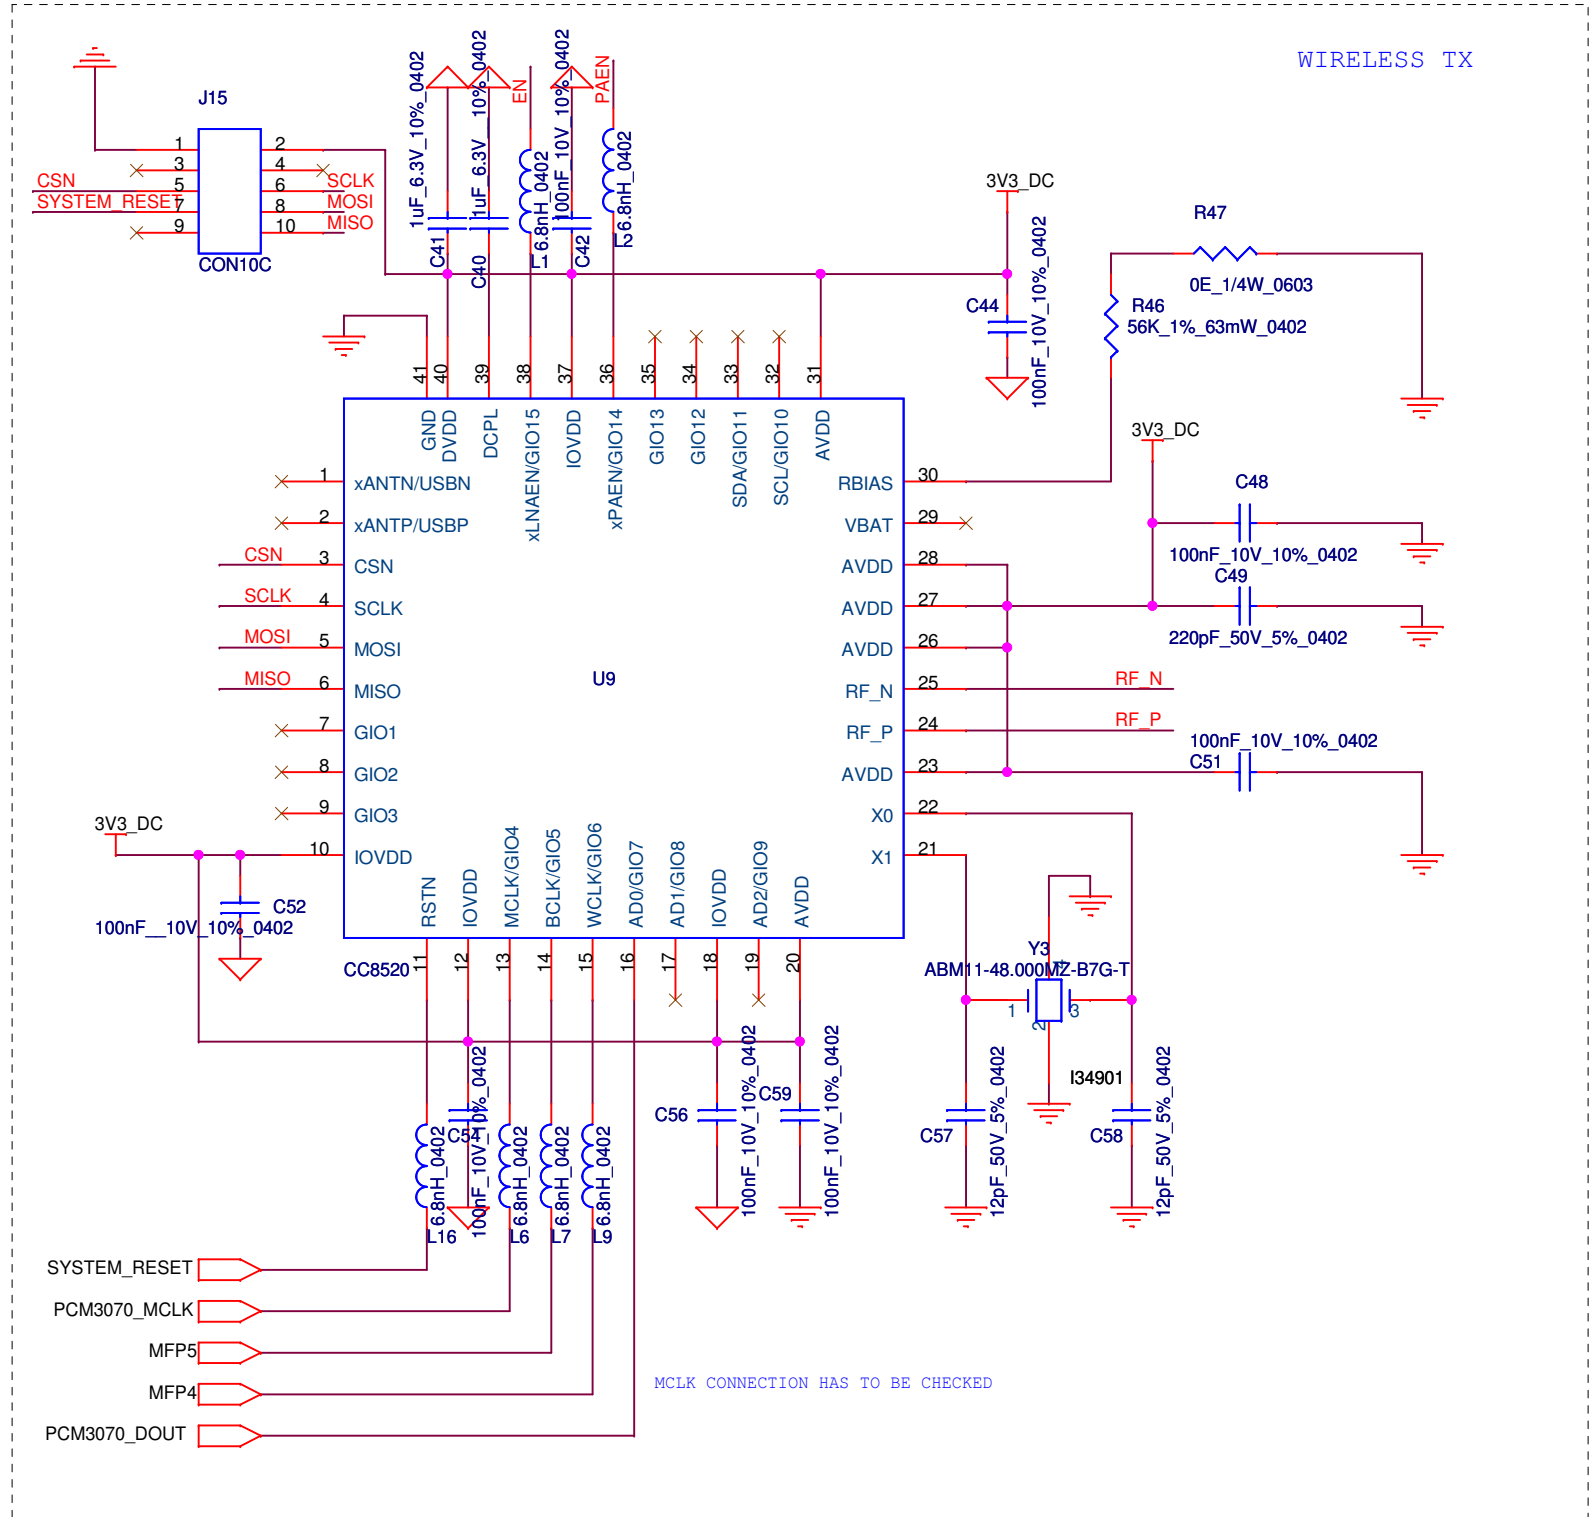 WIRELESS TX
J15
1
2
3
4
CSN
5
6
SCLK
SYSTEM_RESET
7
8
MOSI
9
10
MISO
CON10C
1uF_6.3V_10%_0402
C41
1uF_6.3V__10%_0402
C40
EN
6.8nH_0402
L1
100nF_10V_10%_0402
C42
PAEN
6.8nH_0402
L2
3V3_DC
C44
100nF_10V_10%_0402
R47
0E_1/4W_0603
R46
56K_1%_63mW_0402
41
40
39
38
37
36
35
34
33
32
31
GND
DVDD
DCPL
xLNAEN/GIO15
IOVDD
xPAEN/GIO14
GIO13
GIO12
SDA/GIO11
SCL/GIO10
AVDD
1
xANTN/USBN
2
xANTP/USBP
CSN
3
CSN
SCLK
4
SCLK
MOSI
5
MOSI
MISO
6
MISO
7
GIO1
8
GIO2
9
GIO3
3V3_DC
10
IOVDD
C52
100nF__10V_10%_0402
U9
RBIAS
30
VBAT
29
AVDD
28
AVDD
27
AVDD
26
RF_N
25
RF_N
RF_P
24
RF_P
AVDD
23
X0
22
X1
21
3V3_DC
C48
100nF_10V_10%_0402
C49
220pF_50V_5%_0402
100nF_10V_10%_0402
C51
RSTN
IOVDD
MCLK/GIO4
BCLK/GIO5
WCLK/GIO6
AD0/GIO7
AD1/GIO8
IOVDD
AD2/GIO9
AVDD
CC8520
11
12
13
14
15
16
17
18
19
20
Y3
ABM11-48.000MZ-B7G-T
1
2
3
I34901
C57
12pF_50V_5%_0402
C58
12pF_50V_5%_0402
6.8nH_0402
L16
C54
100nF_10V_10%_0402
6.8nH_0402
L6
6.8nH_0402
L7
6.8nH_0402
L9
C56
100nF_10V_10%_0402
C59
100nF_10V_10%_0402
SYSTEM_RESET
PCM3070_MCLK
MFP5
MFP4
PCM3070_DOUT
MCLK CONNECTION HAS TO BE CHECKED